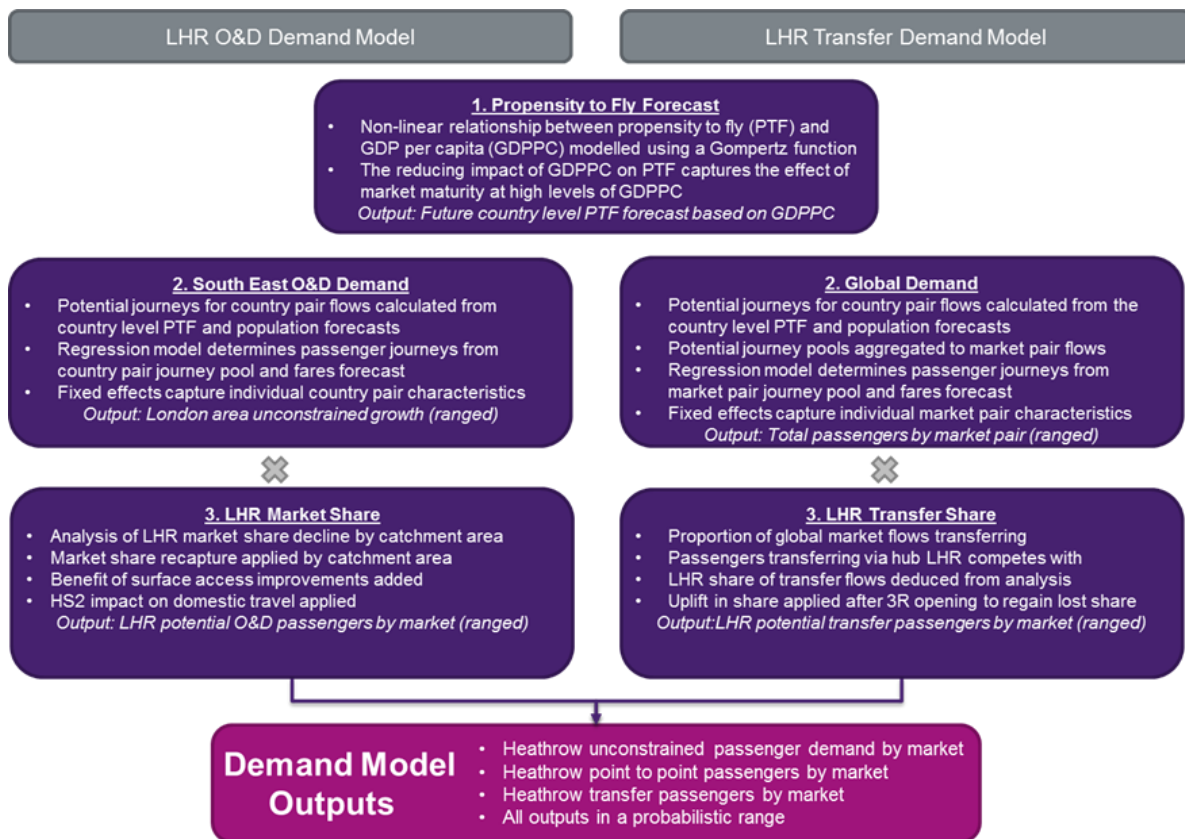 LHR O&D Demand Model
LHR Transfer Demand Model
1. Propensity to Fly Forecast
• Non-linear relationship between propensity to fly (PTF) and
GDP per capita (GDPPC) modelled using a Gompertz function
• The reducing impact of GDPPC on PTF captures the effect of
market maturity at high levels of GDPPC
Output: Future country level PTF forecast based on GDPPC
2. South East O&D Demand
• Potential journeys for country pair flows calculated from
country level PTF and population forecasts
• Regression model determines passenger journeys from
country pair journey pool and fares forecast
• Fixed effects capture individual country pair characteristics
Output: London area unconstrained growth (ranged)
2. Global Demand
• Potential journeys for country pair flows calculated from the
country level PTF and population forecasts
• Potential journey pools aggregated to market pair flows
• Regression model determines passenger journeys from
market pair journey pool and fares forecast
• Fixed effects capture individual market pair characteristics
Output: Total passengers by market pair (ranged)
3. LHR Market Share
• Analysis of LHR market share decline by catchment area
• Market share recapture applied by catchment area
• Benefit of surface access improvements added
• HS2 impact on domestic travel applied
Output: LHR potential O&D passengers by market (ranged)
3. LHR Transfer Share
• Proportion of global market flows transferring
• Passengers transferring via hub LHR competes with
• LHR share of transfer flows deduced from analysis
• Uplift in share applied after 3R opening to regain lost share
Output:LHR potential transfer passengers by market (ranged)
Demand Model
Outputs
• Heathrow unconstrained passenger demand by market
• Heathrow point to point passengers by market
• Heathrow transfer passengers by market
• All outputs in a probabilistic range